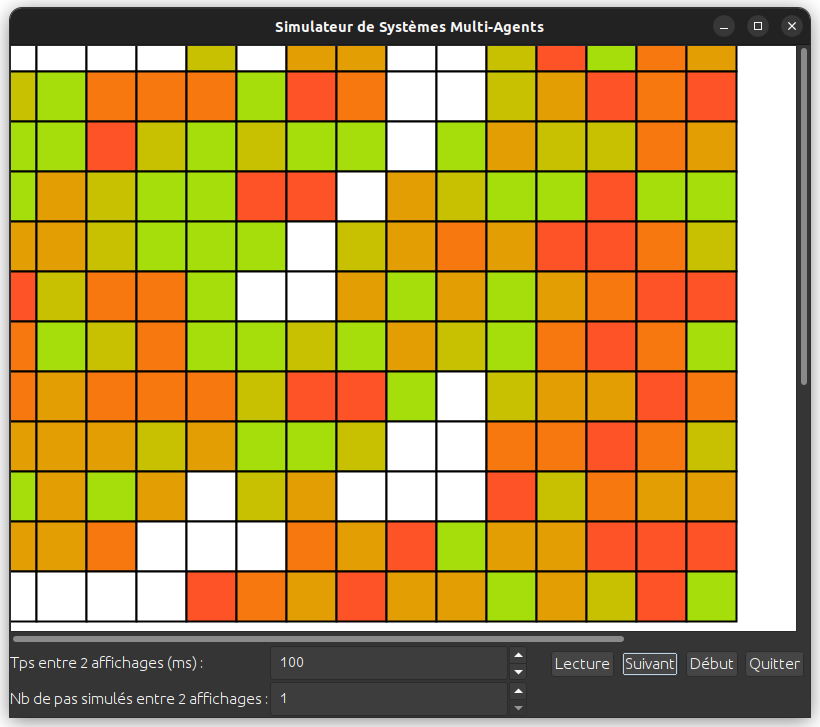 Simulateur de Systèmes Multi-Agents
Tps entre 2 affichages (ms) : 100 Lecture Suivant Début Quitter
Nb de pas simulés entre 2 affichages : 1